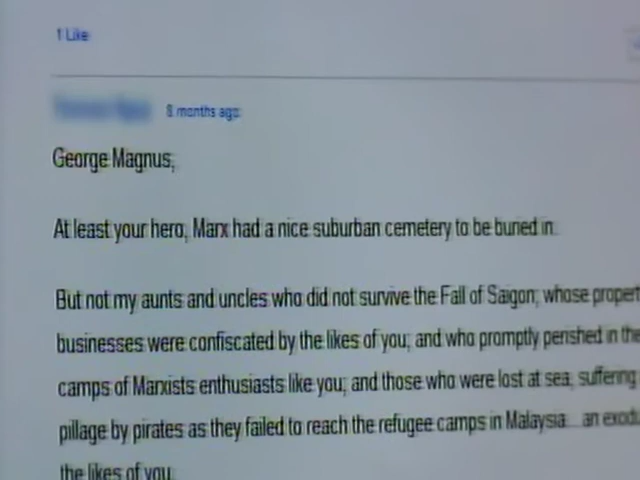 1 Like
8 months ago
George Magnus,
At least your hero, Marx had a nice suburban cemetery to be buried in.
But not my aunts and uncles who did not survive the Fall of Saigon; whose propert
businesses were confiscated by the likes of you; and who promptly perished in the
camps of Marxists enthusiasts like you; and those who were lost at sea, suffering
pillage by pirates as they failed to reach the refugee camps in Malaysia...an exodu
the likes of you.